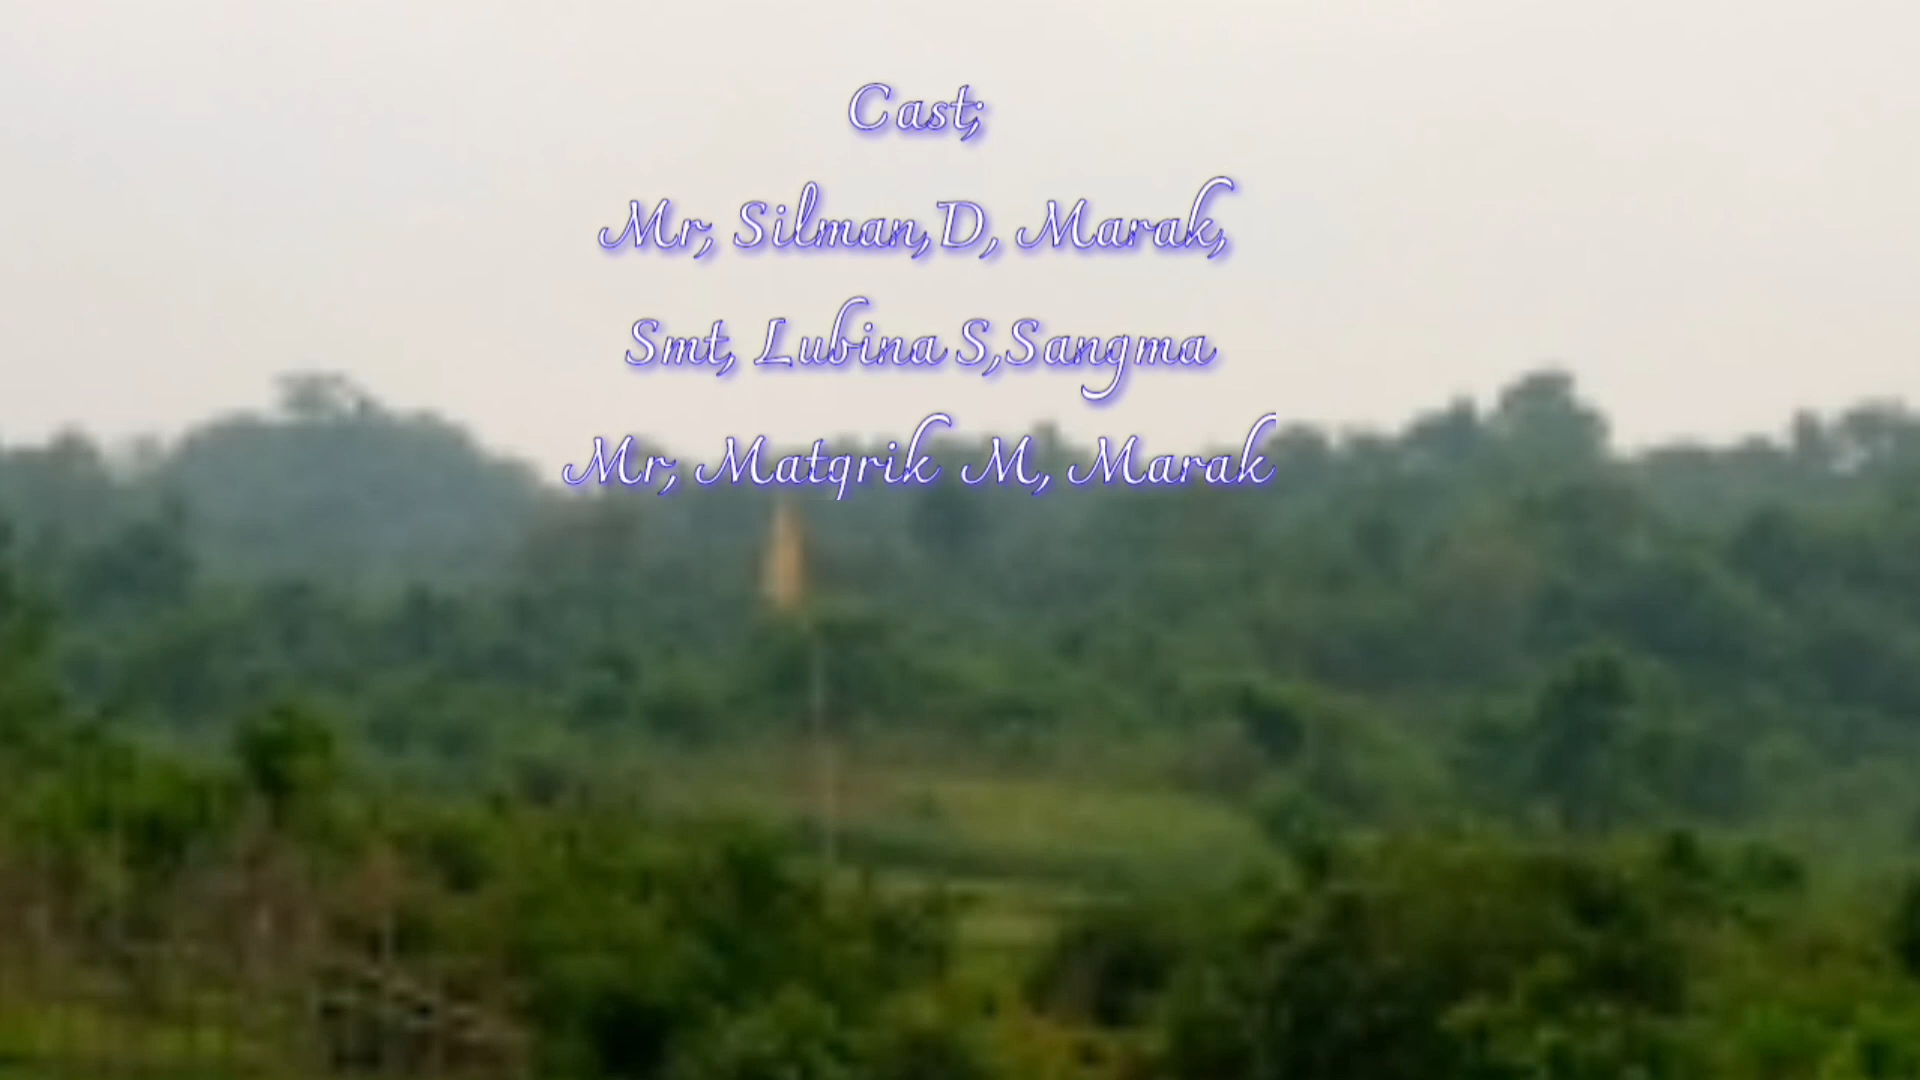 Cast;
Mr, Silman,D, Marak,
Smt, Lubina S,Sangma
Mr, Matgrik M, Marak